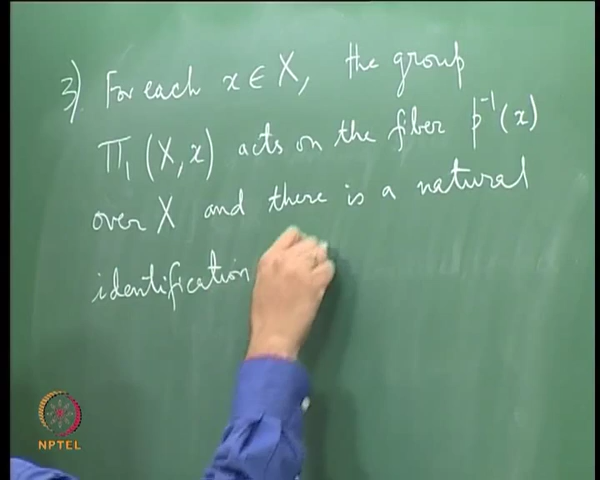 3). For each x ∈ X, the group
Π₁(X, x) acts on the fiber p⁻¹(x)
over X and there is a natural
identification
NPTEL